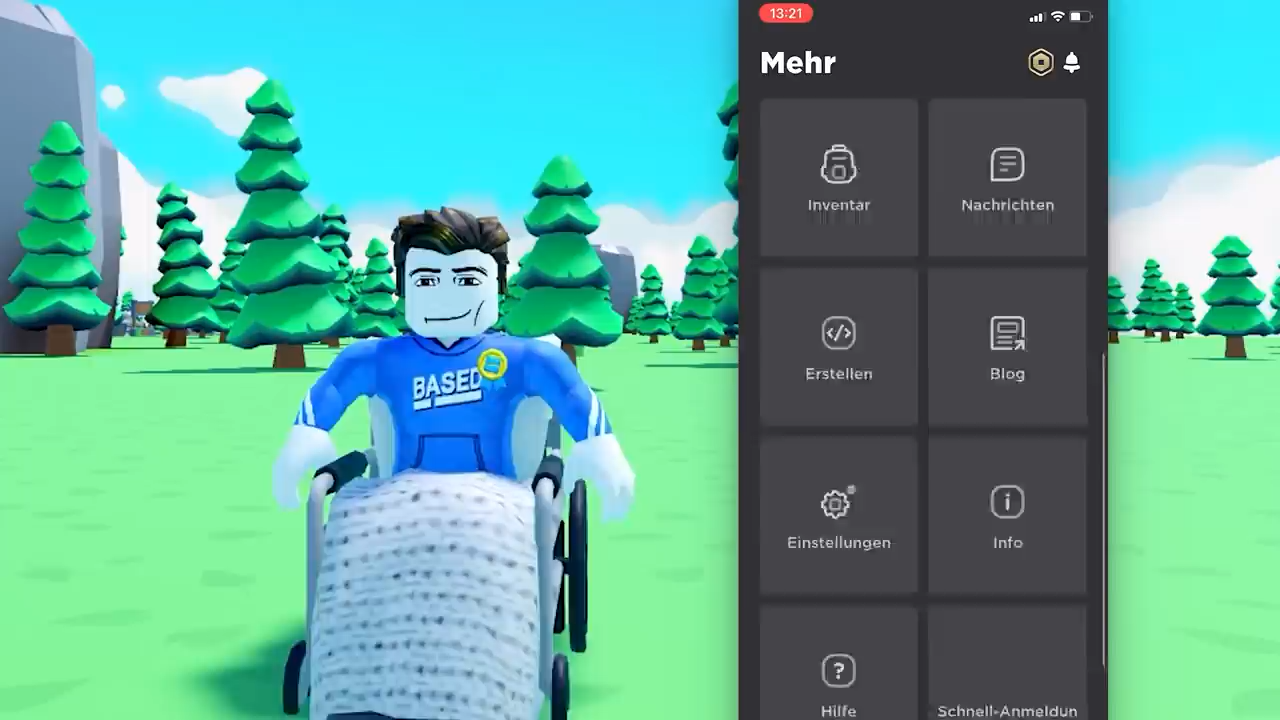 13:21
Mehr
Inventar
Nachrichten
Erstellen
Blog
Einstellungen
Info
Hilfe
Schnell-Anmeldun
BASED